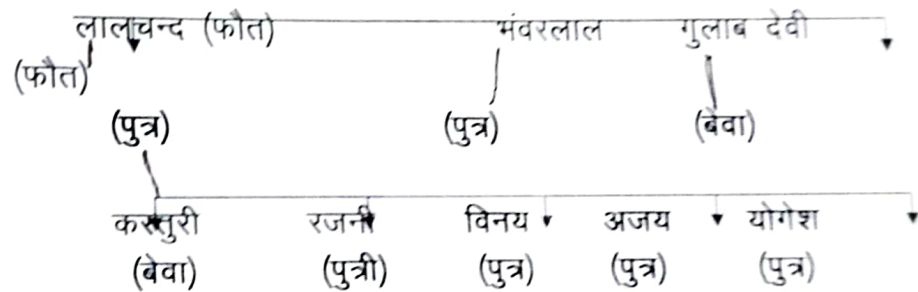 लालचन्द (फौत) भंवरलाल गुलाब देवी
(फौत)
(पुत्र) (पुत्र) (बेवा)
कस्तुरी रजनी विनय अजय योगेश
(बेवा) (पुत्री) (पुत्र) (पुत्र) (पुत्र)